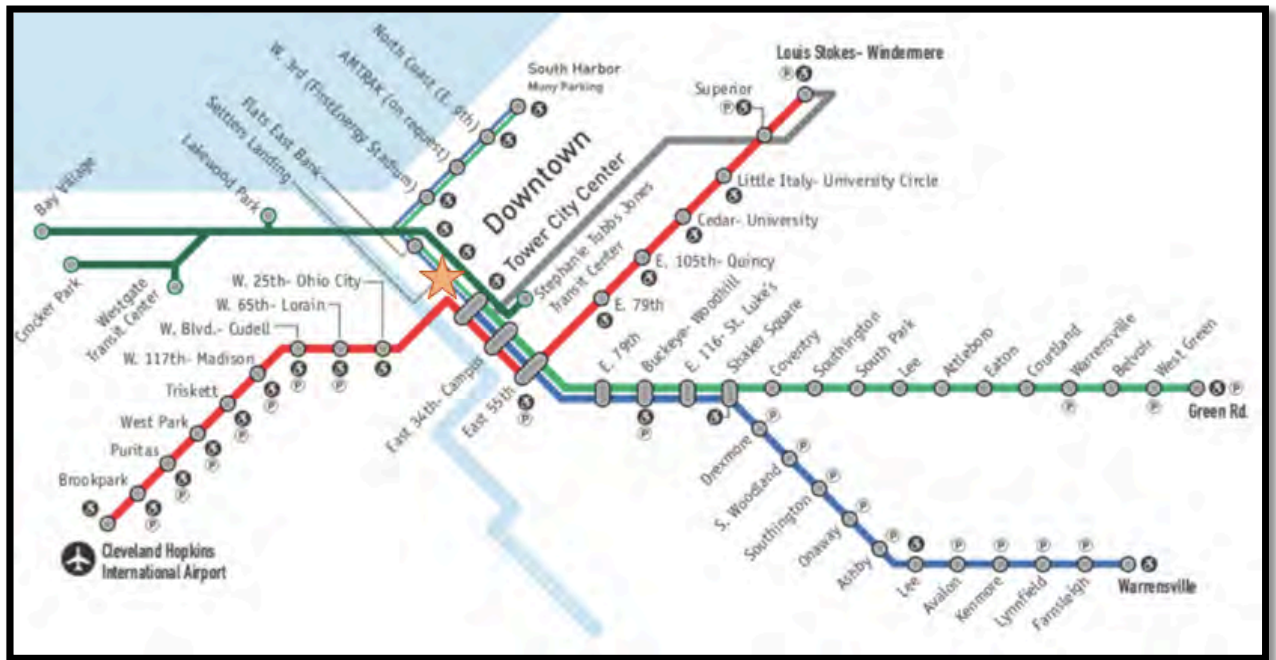 North Coast (E. 9th)
AMTRAK (on request)
W. 3rd (FirstEnergy Stadium)
Flats East Bank
Settlers Landing
Lakewood Park
South Harbor
Muny Parking
Downtown
Tower City Center
Louis Stokes- Windermere
Superior
Little Italy- University Circle
Cedar- University
E. 105th- Quincy
E. 79th
Stephanie Tubbs Jones
Transit Center
Bay Village
Crocker Park
Westgate
Transit Center
W. 25th- Ohio City
W. 65th- Lorain
W. Blvd.- Cudell
W. 117th- Madison
Triskett
West Park
Puritas
Brookpark
Cleveland Hopkins
International Airport
East 34th- Campus
East 55th
E. 79th
Buckeye- Woodhill
E. 116- St. Luke's
Shaker Square
Coventry
Southington
South Park
Lee
Attleboro
Eaton
Courtland
Warrensville
Belvoir
West Green
Green Rd.
Drexmore
S. Woodland
Southington
Onaway
Ashby
Lee
Avalon
Kenmore
Lynnfield
Farnsleigh
Warrensville